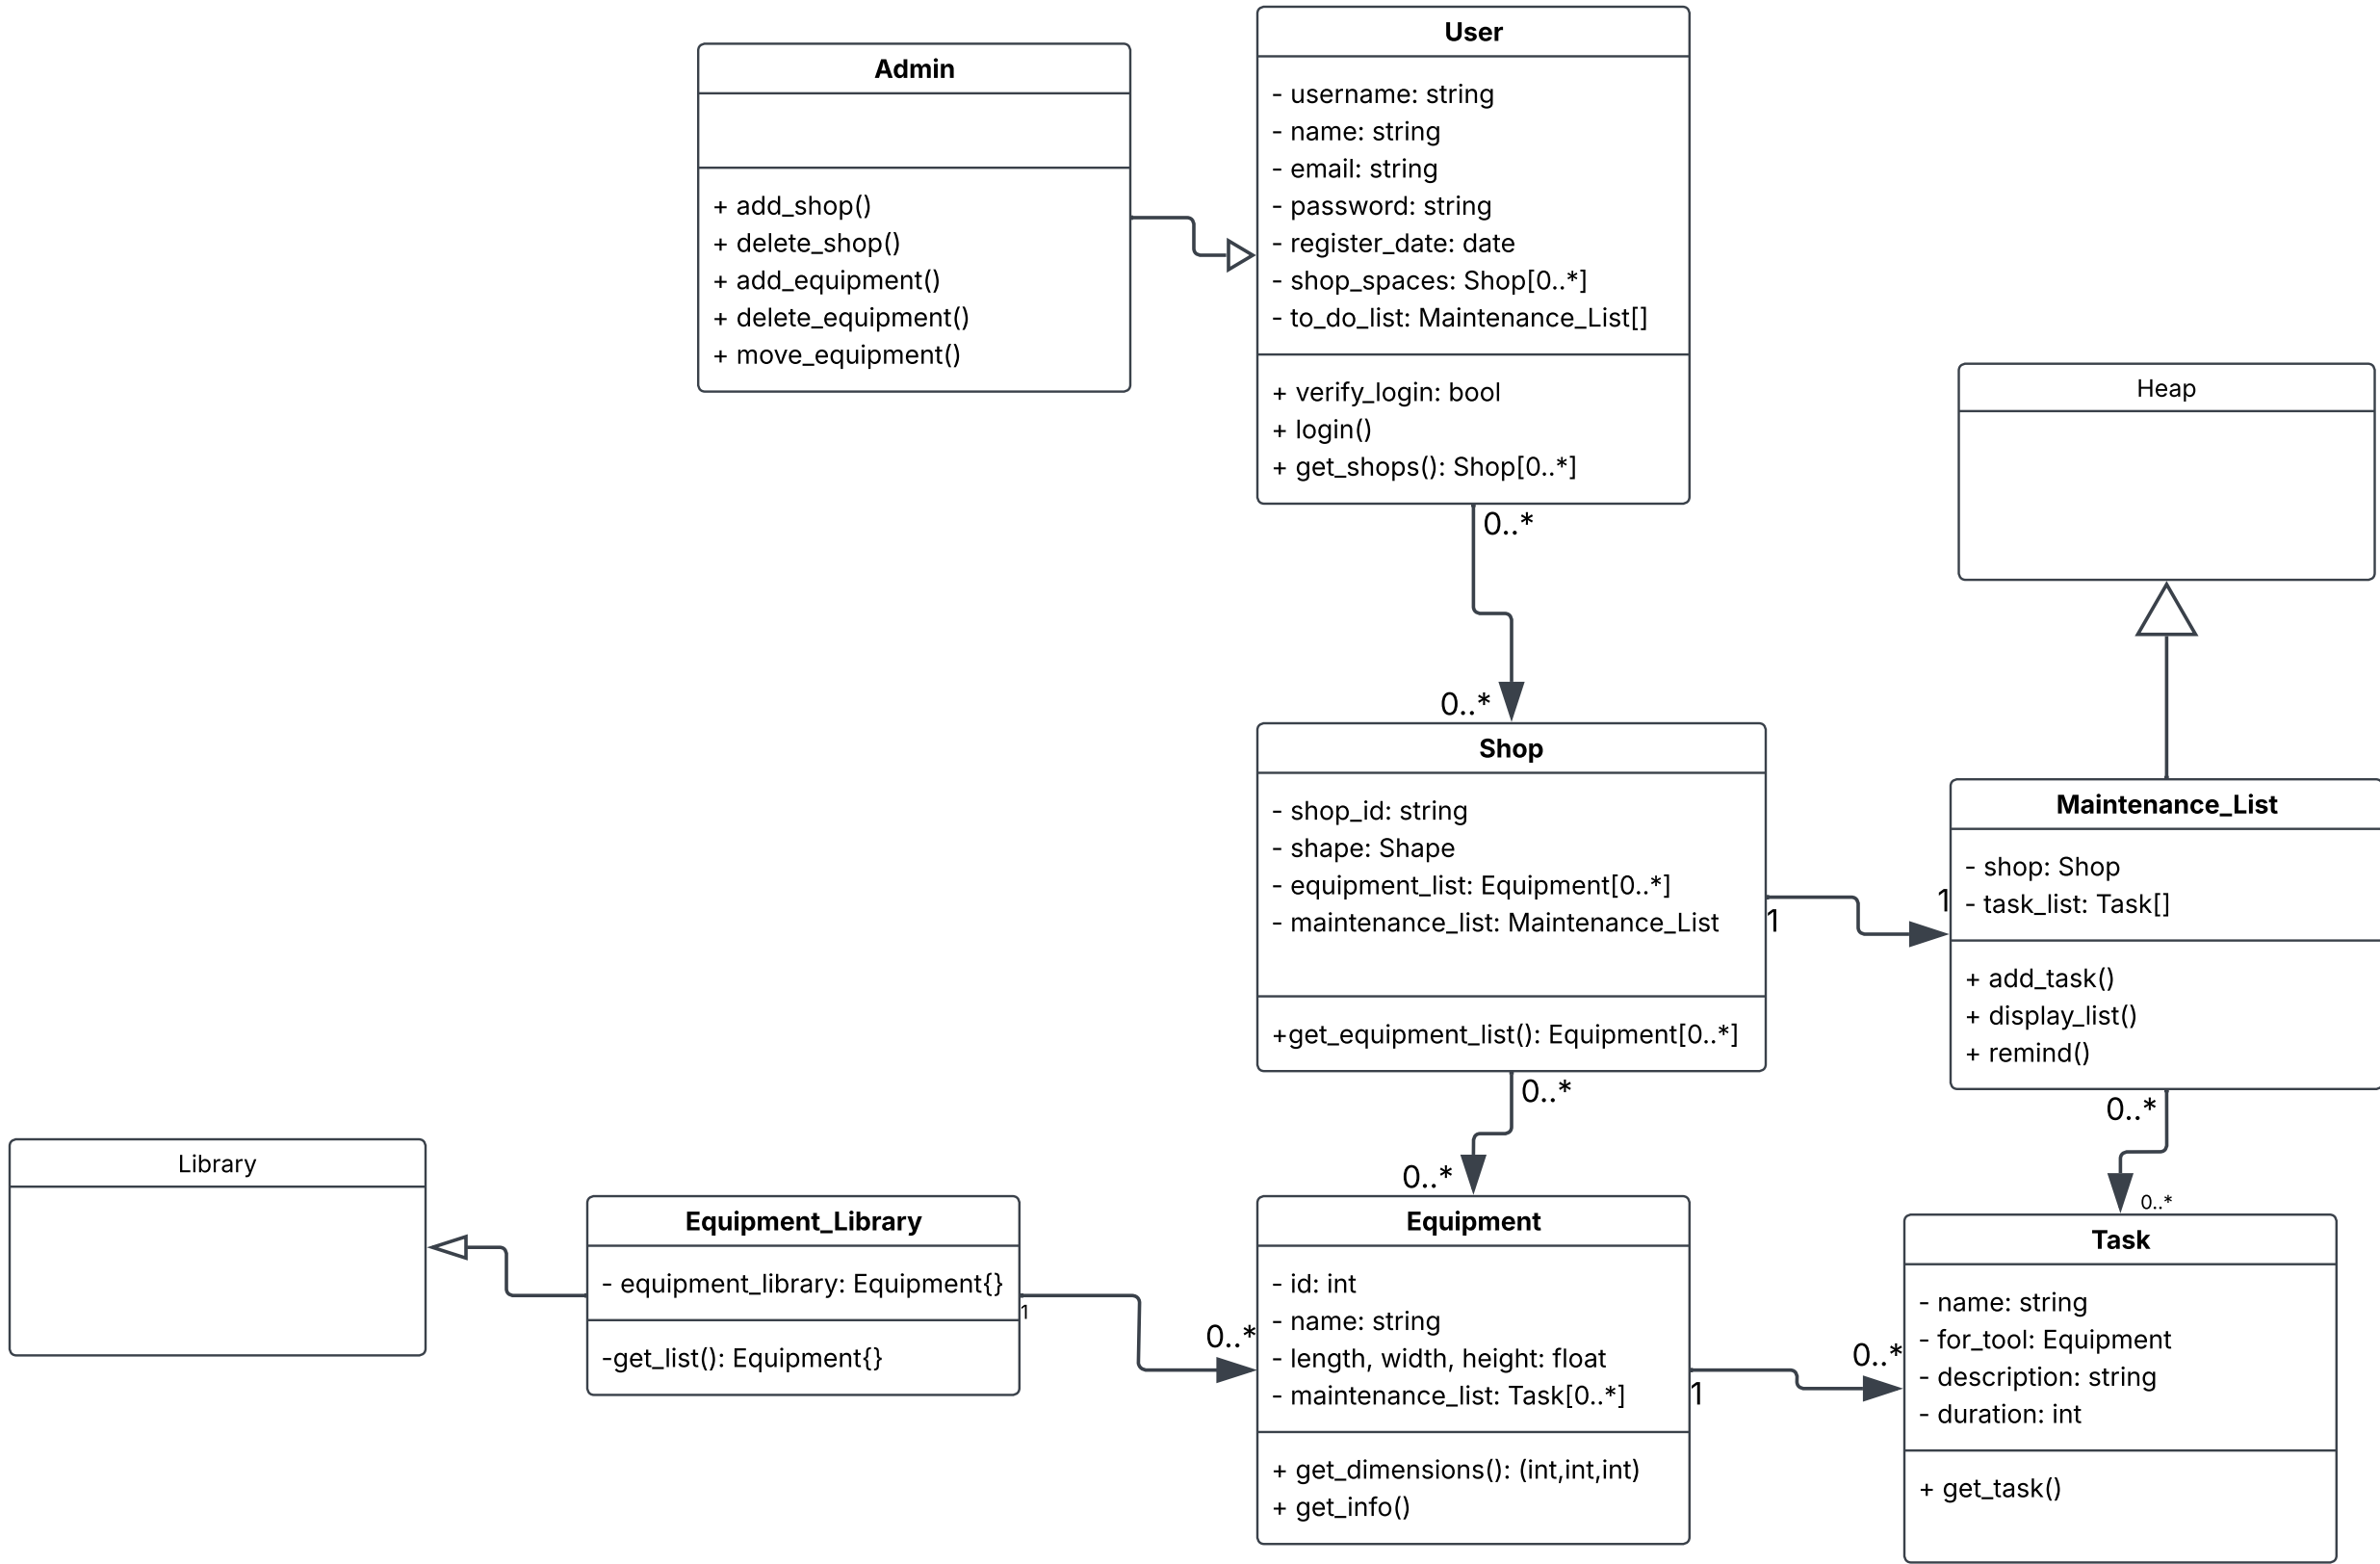 Admin
+ add_shop()
+ delete_shop()
+ add_equipment()
+ delete_equipment()
+ move_equipment()
User
- username: string
- name: string
- email: string
- password: string
- register_date: date
- shop_spaces: Shop[0..*]
- to_do_list: Maintenance_List[]
+ verify_login: bool
+ login()
+ get_shops(): Shop[0..*]
0..*
0..*
Heap
Shop
- shop_id: string
- shape: Shape
- equipment_list: Equipment[0..*]
- maintenance_list: Maintenance_List
+get_equipment_list(): Equipment[0..*]
1
1
Maintenance_List
- shop: Shop
- task_list: Task[]
+ add_task()
+ display_list()
+ remind()
0..*
0..*
0..*
0..*
Library
Equipment_Library
- equipment_library: Equipment{}
-get_list(): Equipment{}
1
0..*
Equipment
- id: int
- name: string
- length, width, height: float
- maintenance_list: Task[0..*]
+ get_dimensions(): (int,int,int)
+ get_info()
1
0..*
Task
- name: string
- for_tool: Equipment
- description: string
- duration: int
+ get_task()